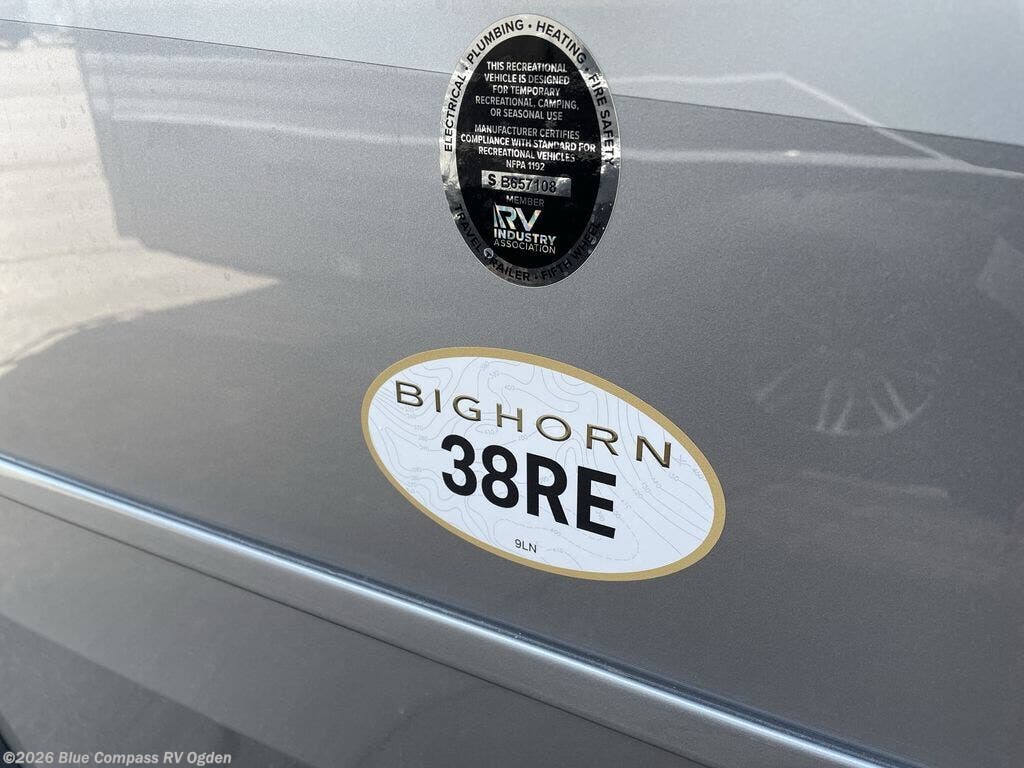 ELECTRICAL • PLUMBING • HEATING • FIRE SAFETY
THIS RECREATIONAL
VEHICLE IS DESIGNED
FOR TEMPORARY
RECREATIONAL, CAMPING,
OR SEASONAL USE
MANUFACTURER CERTIFIES
COMPLIANCE WITH STANDARD FOR
RECREATIONAL VEHICLES
NFPA 1192
S B657108
MEMBER
RV
INDUSTRY
ASSOCIATION
TRAVEL TRAILER • FIFTH WHEEL
BIGHORN
38RE
9LN
©2026 Blue Compass RV Ogden